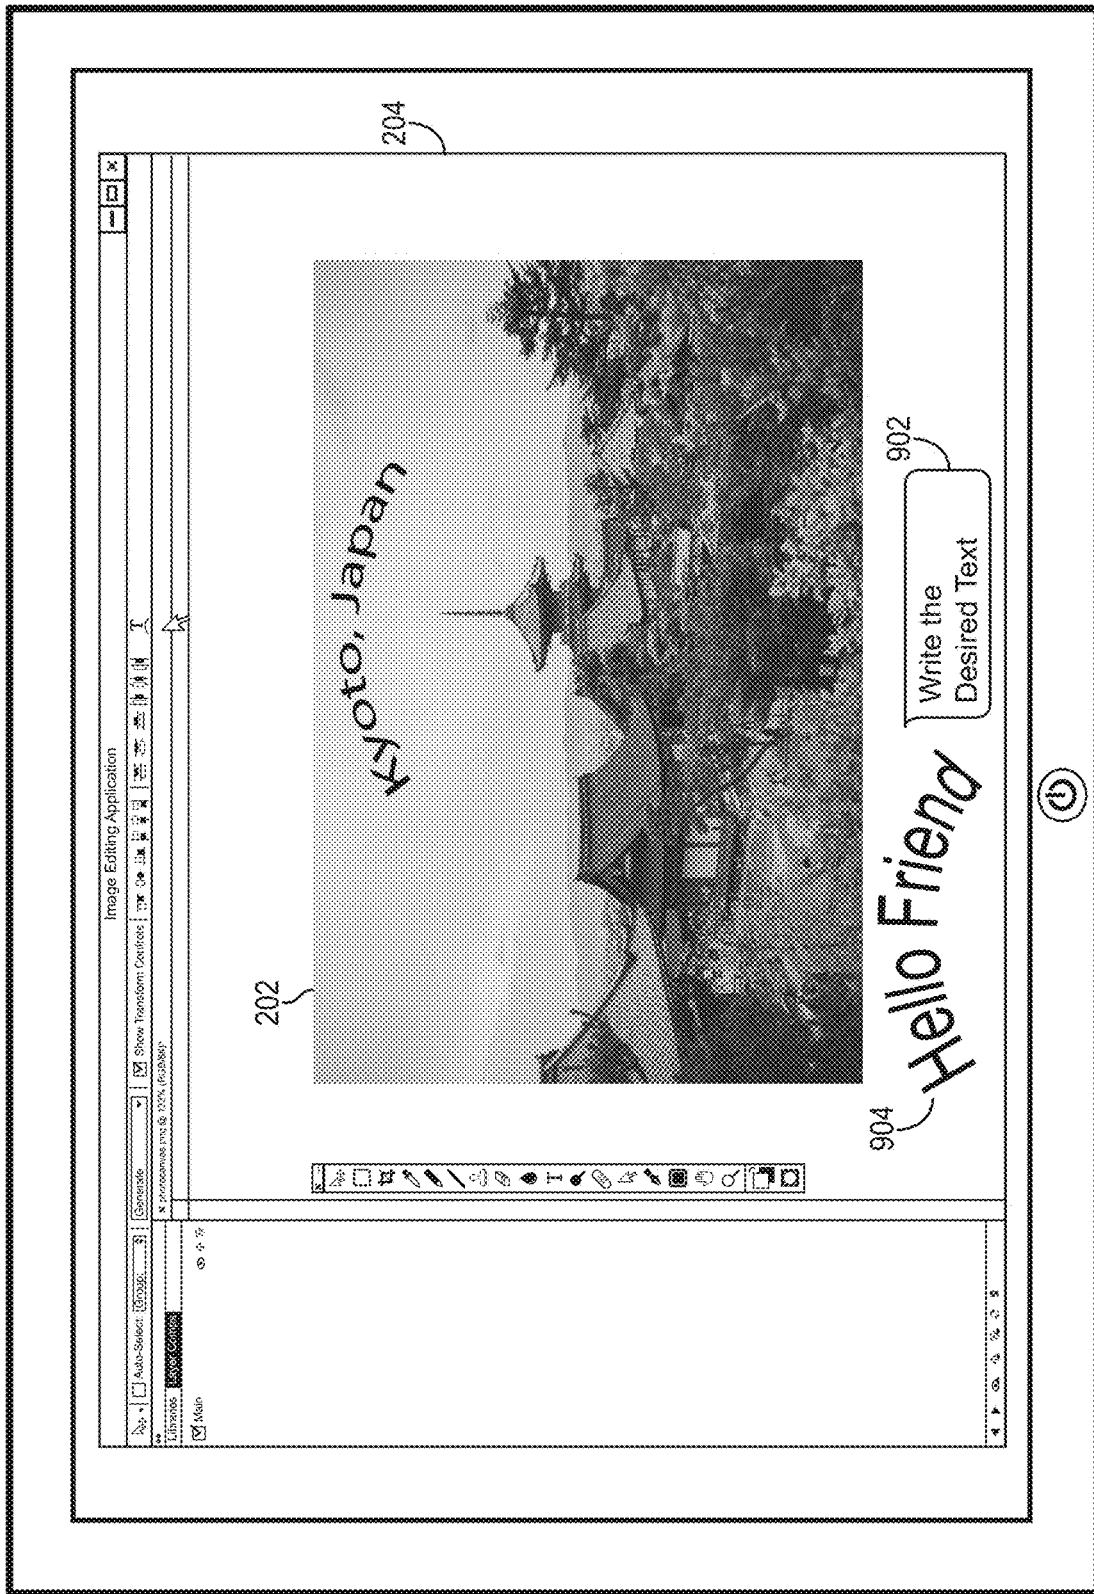 Image Editing Application
Auto-Select: Group:
Generate
Show Transform Controls
T
Libraries
Layer Comps
Main
T
204
202
Kyoto, Japan
904
Hello Friend
902
Write the
Desired Text